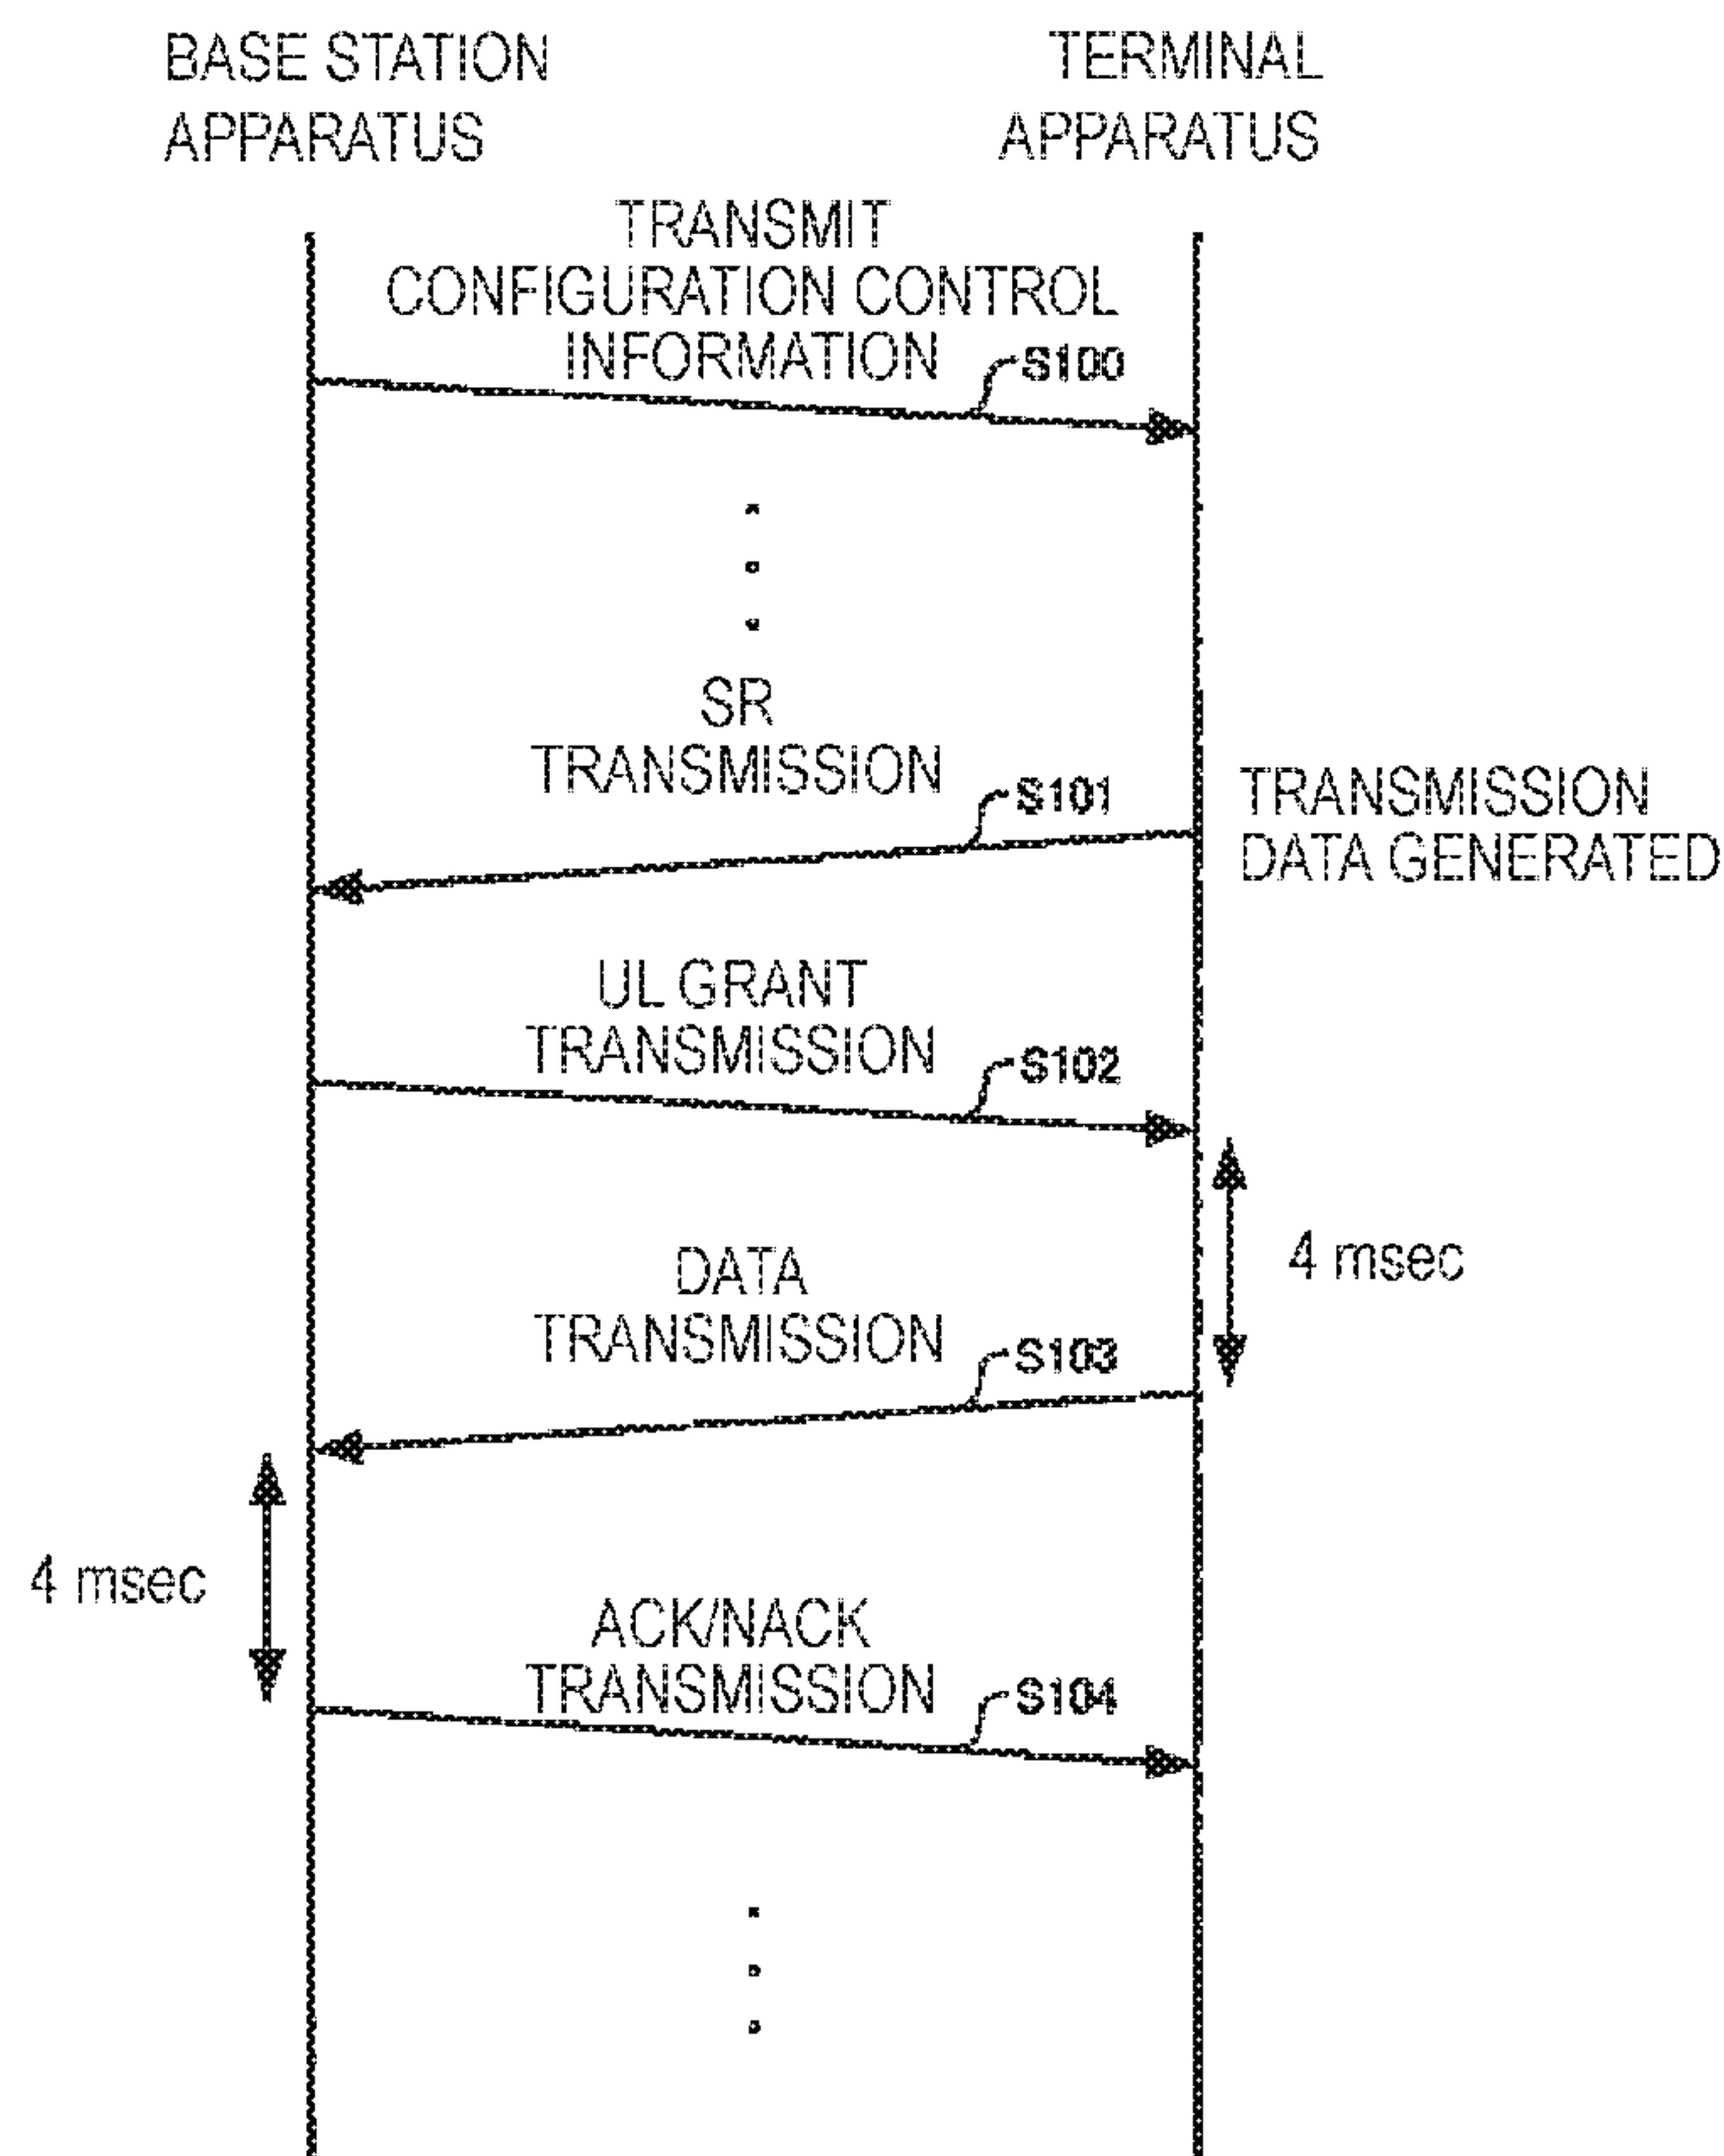 BASE STATION
APPARATUS
TERMINAL
APPARATUS
TRANSMIT
CONFIGURATION CONTROL
INFORMATION
S100
SR
TRANSMISSION
S101
TRANSMISSION
DATA GENERATED
UL GRANT
TRANSMISSION
S102
4 msec
DATA
TRANSMISSION
S103
4 msec
ACK/NACK
TRANSMISSION
S104